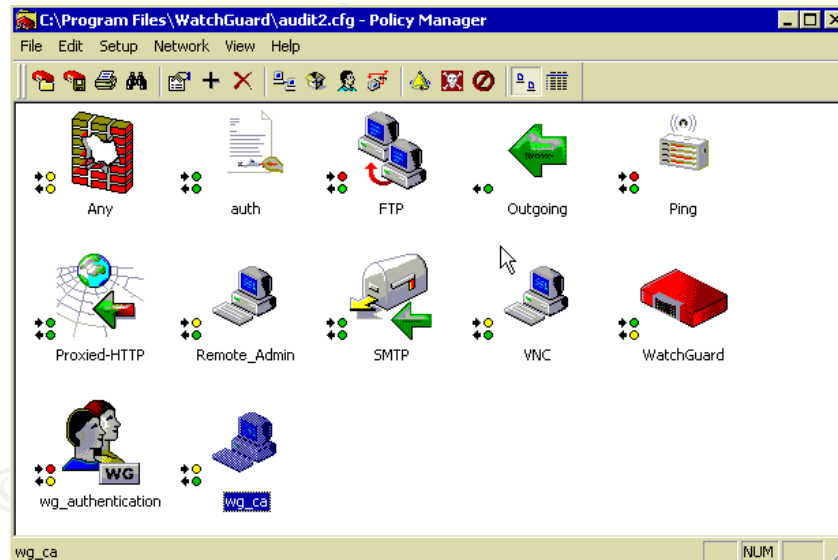 C:\Program Files\WatchGuard\audit2.cfg - Policy Manager
File Edit Setup Network View Help
Any auth FTP Outgoing Ping
Proxied-HTTP Remote_Admin SMTP VNC WatchGuard
WG
wg_authentication wg_ca
wg_ca NUM